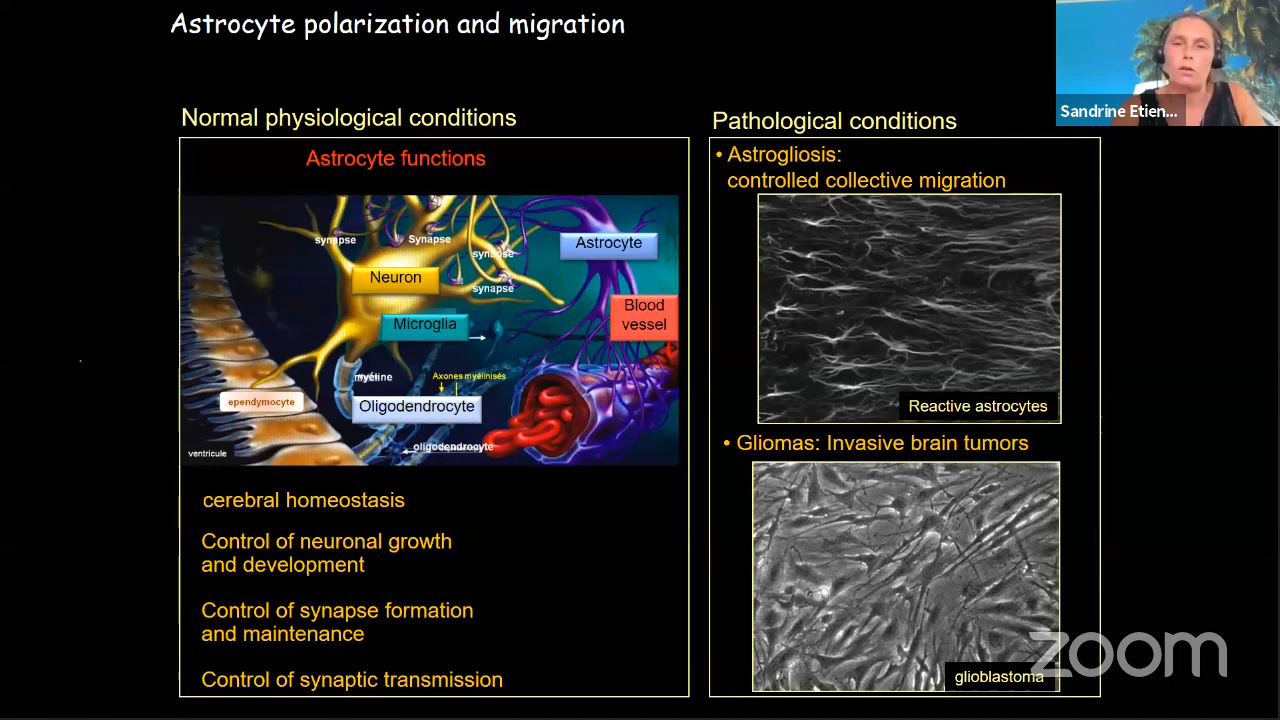 Astrocyte polarization and migration
Sandrine Etien...
Normal physiological conditions
Astrocyte functions
synapse
Synapse
synapse
synapse
Astrocyte
Neuron
Blood
vessel
Microglia
Axones myélinisés
Oligodendrocyte
ependymocyte
oligodendrocyte
ventricule
cerebral homeostasis
Control of neuronal growth
and development
Control of synapse formation
and maintenance
Control of synaptic transmission
Pathological conditions
• Astrogliosis:
controlled collective migration
Reactive astrocytes
• Gliomas: Invasive brain tumors
glioblastoma
zoom